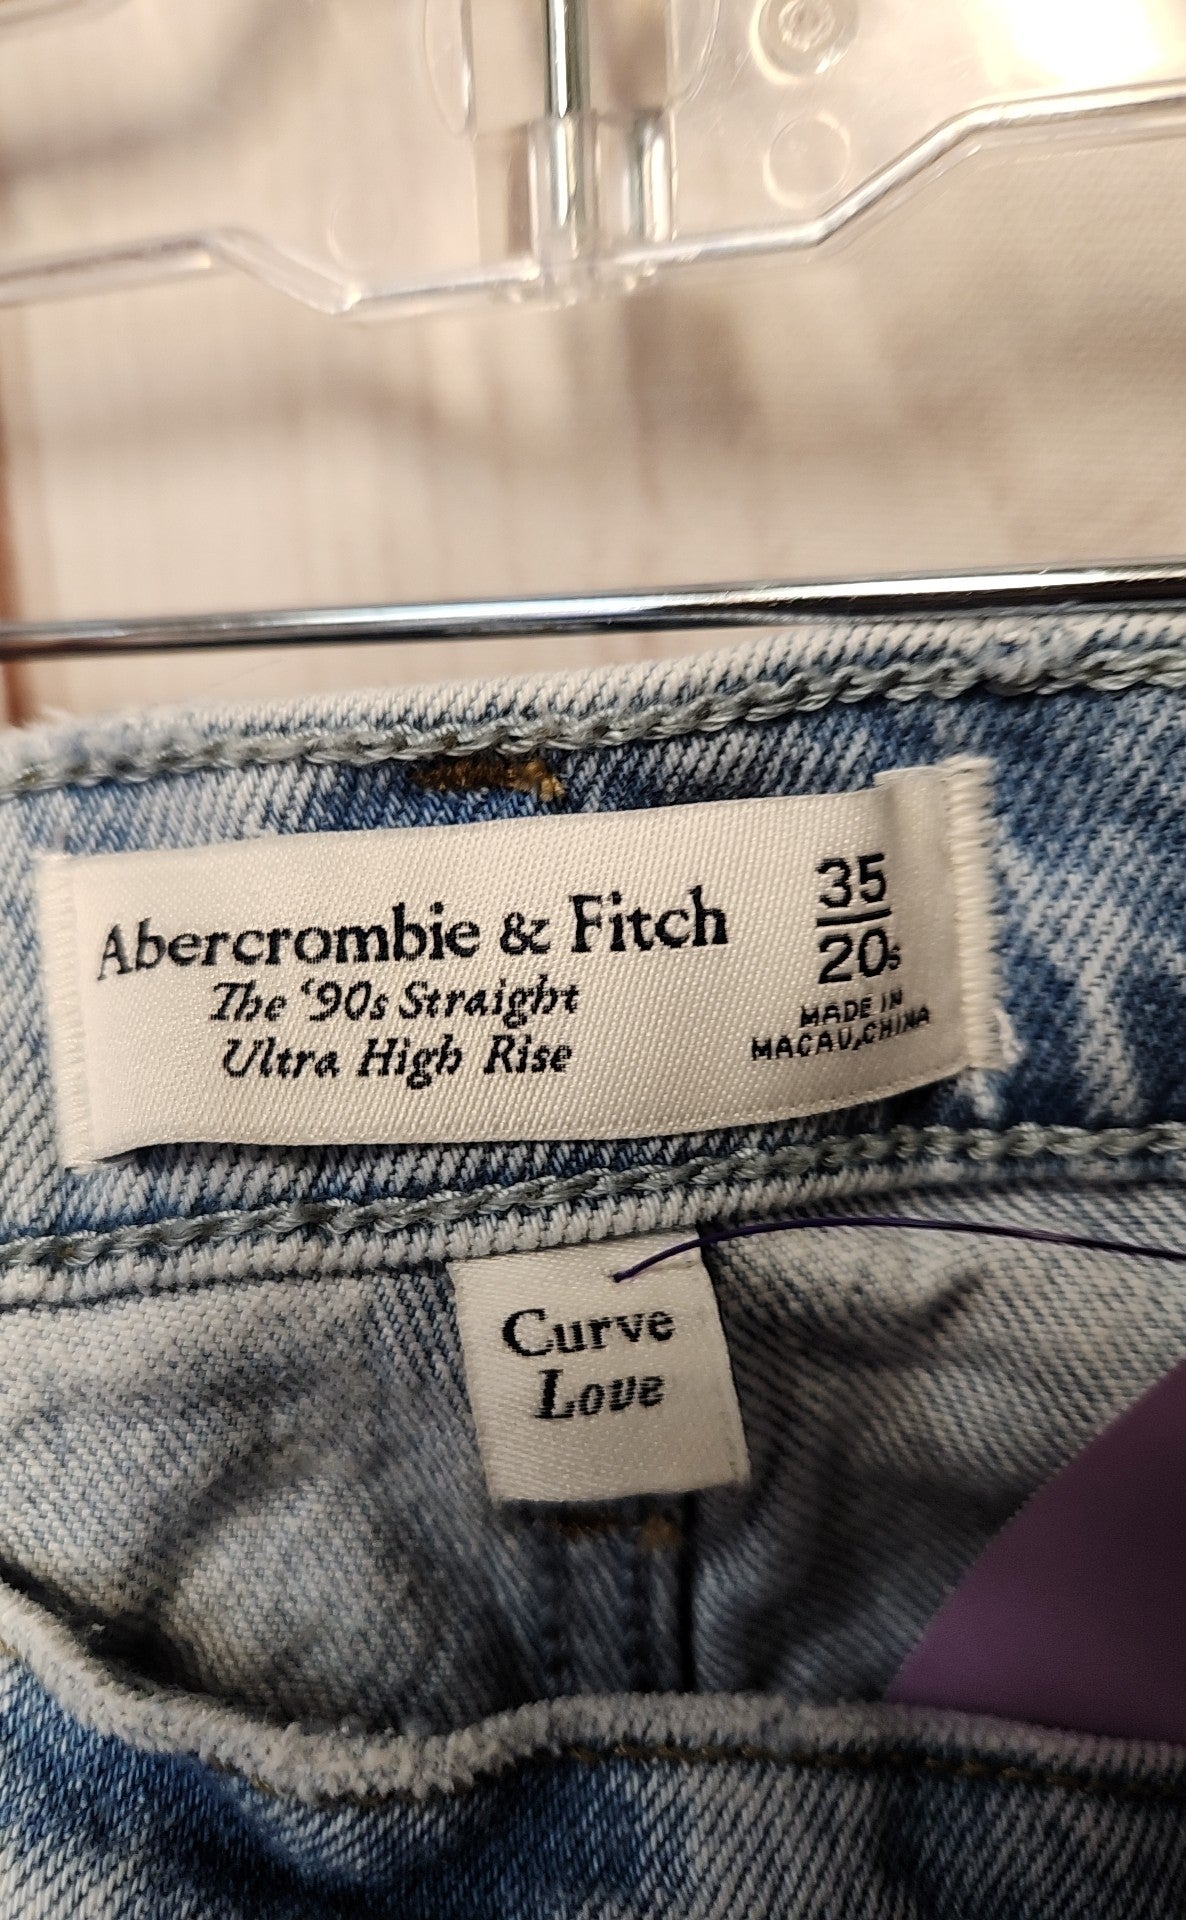 Abercrombie & Fitch
The ‘90s Straight
Ultra High Rise
35
20s
MADE IN
MACAU,CHINA
Curve
Love